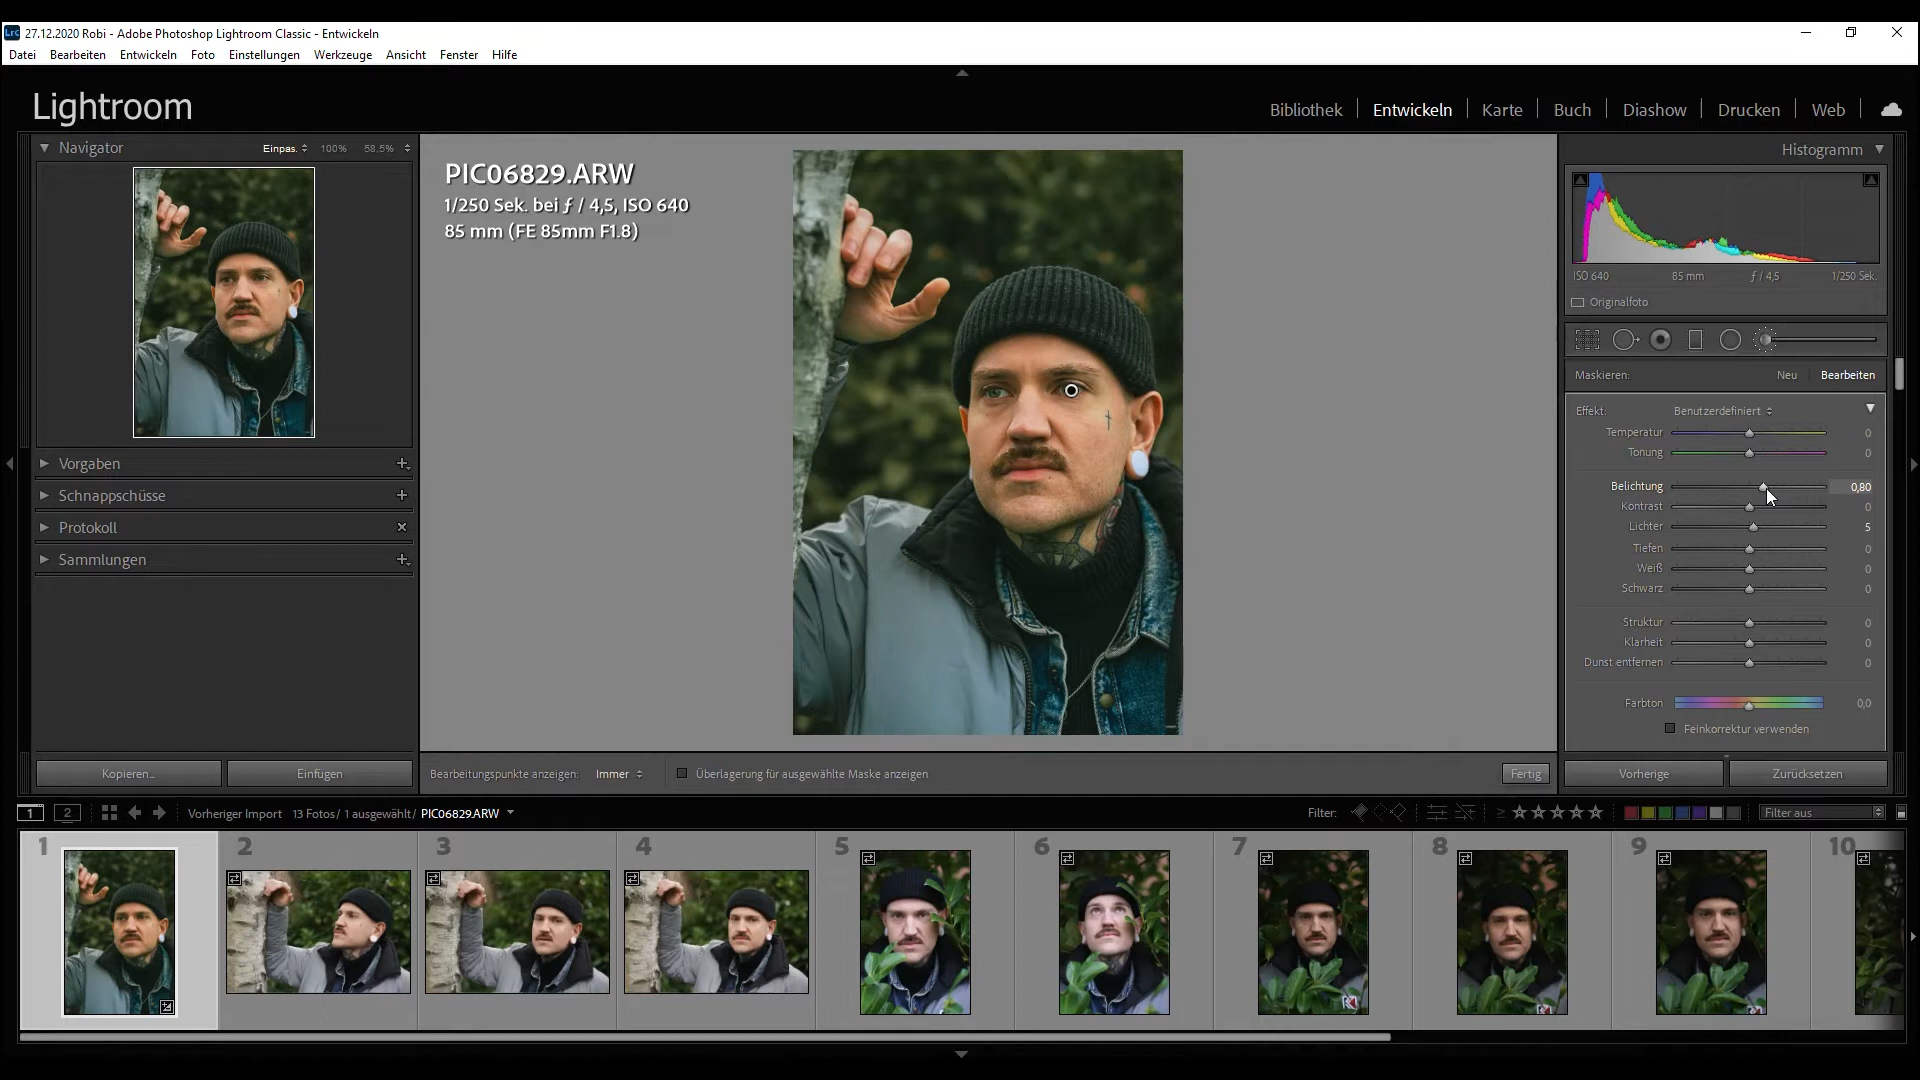 Lrc 27.12.2020 Robi - Adobe Photoshop Lightroom Classic - Entwickeln
Datei Bearbeiten Entwickeln Foto Einstellungen Werkzeuge Ansicht Fenster Hilfe
Lightroom
Bibliothek Entwickeln Karte Buch Diashow Drucken Web
Navigator Einpas. 100% 58,5%
Histogramm
PIC06829.ARW
1/250 Sek. bei ƒ / 4,5, ISO 640
85 mm (FE 85mm F1.8)
ISO 640 85 mm ƒ / 4,5 1/250 Sek.
Originalfoto
Maskieren: Neu Bearbeiten
Effekt: Benutzerdefiniert
Temperatur 0
Tonung 0
Belichtung 0,80
Kontrast 0
Lichter 5
Tiefen 0
Weiß 0
Schwarz 0
Struktur 0
Klarheit 0
Dunst entfernen 0
Farbton 0,0
Feinkorrektur verwenden
Vorgaben
Schnappschüsse
Protokoll
Sammlungen
Kopieren... Einfügen
Bearbeitungspunkte anzeigen: Immer Überlagerung für ausgewählte Maske anzeigen Fertig
Vorherige Zurücksetzen
1 2 Vorheriger Import 13 Fotos/ 1 ausgewählt/ PIC06829.ARW Filter: Filter aus
1 2 3 4 5 6 7 8 9 10